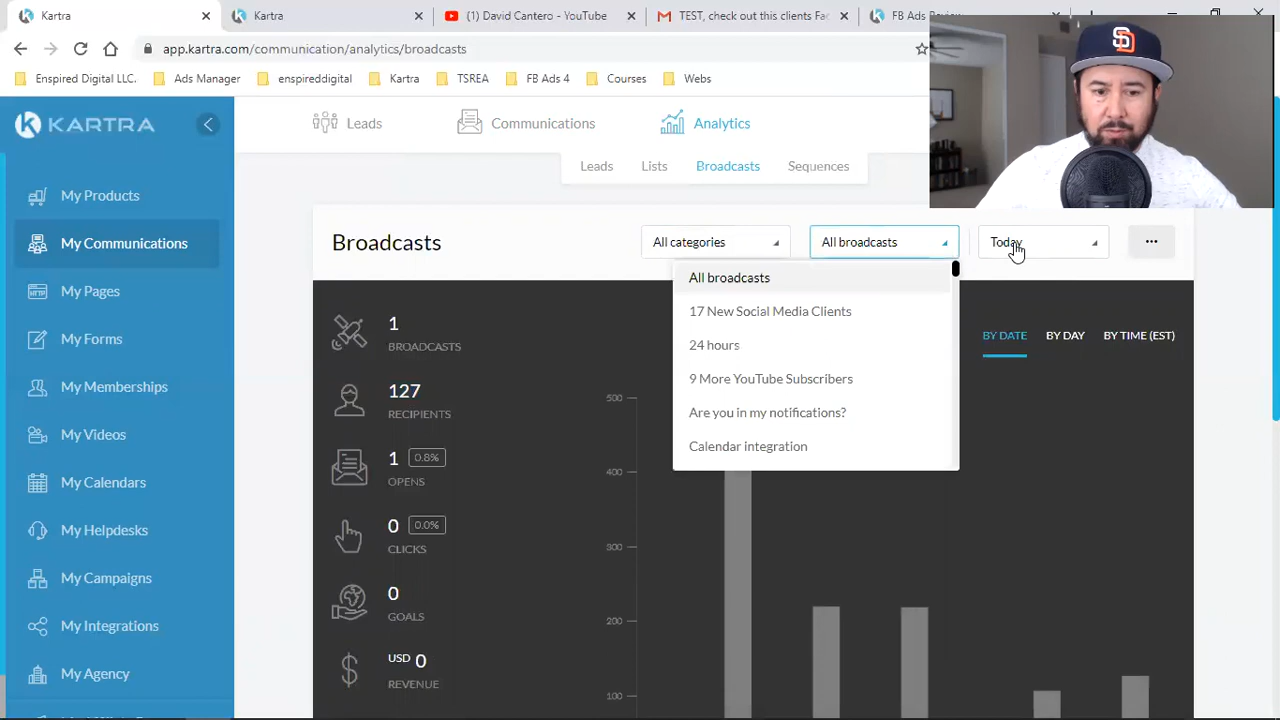 Kartra
Kartra
(1) David Cantero - YouTube
TEST, check out this clients Fac
FB Ads
app.kartra.com/communication/analytics/broadcasts
Enspired Digital LLC.
Ads Manager
enspireddigital
Kartra
TSREA
FB Ads 4
Courses
Webs
KARTRA
Leads
Communications
Analytics
Leads
Lists
Broadcasts
Sequences
My Products
My Communications
My Pages
My Forms
My Memberships
My Videos
My Calendars
My Helpdesks
My Campaigns
My Integrations
My Agency
Broadcasts
All categories
All broadcasts
Today
All broadcasts
17 New Social Media Clients
24 hours
9 More YouTube Subscribers
Are you in my notifications?
Calendar integration
1
BROADCASTS
127
RECIPIENTS
1 0.8%
OPENS
0 0.0%
CLICKS
0
GOALS
USD 0
REVENUE
BY DATE
BY DAY
BY TIME (EST)
500
400
300
200
100
SD